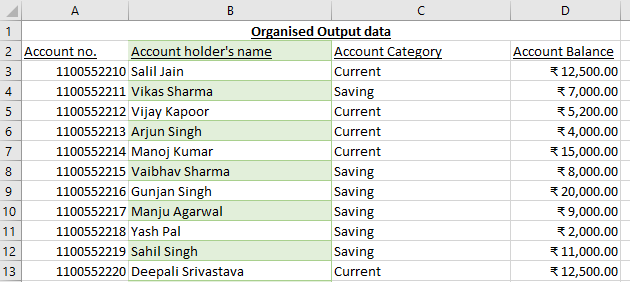 A B C D
1 Organised Output data
2 Account no. Account holder's name Account Category Account Balance
3 1100552210 Salil Jain Current ₹ 12,500.00
4 1100552211 Vikas Sharma Saving ₹ 7,000.00
5 1100552212 Vijay Kapoor Current ₹ 5,200.00
6 1100552213 Arjun Singh Current ₹ 4,000.00
7 1100552214 Manoj Kumar Current ₹ 15,000.00
8 1100552215 Vaibhav Sharma Saving ₹ 8,000.00
9 1100552216 Gunjan Singh Saving ₹ 20,000.00
10 1100552217 Manju Agarwal Saving ₹ 9,000.00
11 1100552218 Yash Pal Saving ₹ 2,000.00
12 1100552219 Sahil Singh Saving ₹ 11,000.00
13 1100552220 Deepali Srivastava Current ₹ 12,500.00